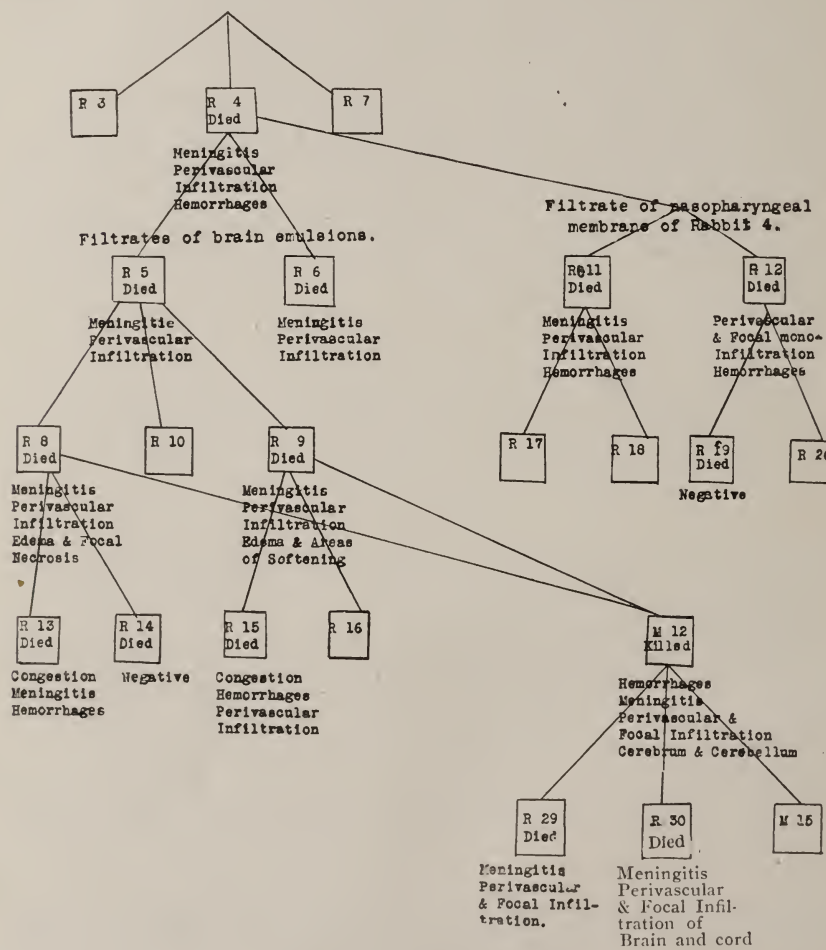 R 3
R 4
Died
R 7
Meningitis
Perivascular
Infiltration
Hemorrhages
Filtrate of nasopharyngeal
membrane of Rabbit 4.
Filtrates of brain emulsions.
R 5
Died
R 6
Died
R 11
Died
R 12
Died
Meningitic
Perivascular
Infiltration
Meningitis
Perivascular
Infiltration
Meningitis
Perivascular
Infiltration
Hemorrhages
Perivascular
& Focal mono-
Infiltration
Hemorrhages
R 8
Died
R 10
R 9
Died
R 17
R 18
R 19
Died
R 20
Negative
Meningitis
Perivascular
Infiltration
Edema & Focal
Necrosis
Meningitis
Perivascular
Infiltration
Edema & Areas
of Softening
R 13
Died
R 14
Died
R 15
Died
R 16
M 12
Killed
Congestion
Meningitis
Hemorrhages
Negative
Congestion
Hemorrhages
Perivascular
Infiltration
Hemorrhages
Meningitis
Perivascular &
Focal Infiltration
Cerebrum & Cerebellum
R 29
Died
R 30
Died
M 15
Meningitis
Perivascular
& Focal Infil-
tration.
Meningitis
Perivascular
& Focal Infil-
tration of
Brain and cord